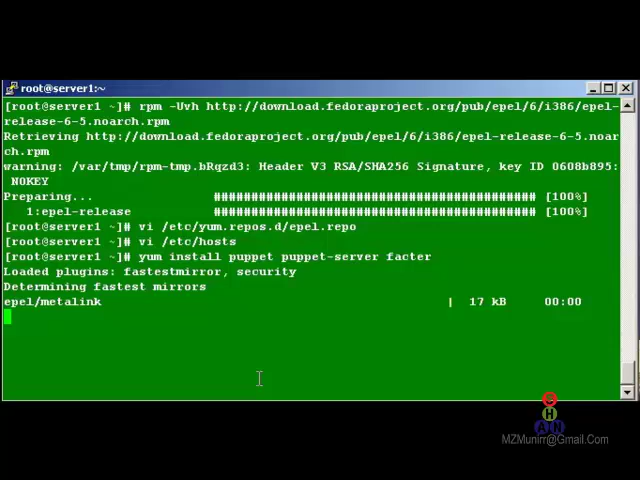 root@server1:~
[root@server1 ~]# rpm -Uvh http://download.fedoraproject.org/pub/epel/6/i386/epel-
release-6-5.noarch.rpm
Retrieving http://download.fedoraproject.org/pub/epel/6/i386/epel-release-6-5.noar
ch.rpm
warning: /var/tmp/rpm-tmp.bRqzd3: Header V3 RSA/SHA256 Signature, key ID 0608b895:
NOKEY
Preparing... ########################################### [100%]
1:epel-release ########################################### [100%]
[root@server1 ~]# vi /etc/yum.repos.d/epel.repo
[root@server1 ~]# vi /etc/hosts
[root@server1 ~]# yum install puppet puppet-server facter
Loaded plugins: fastestmirror, security
Determining fastest mirrors
epel/metalink | 17 kB 00:00
C
H
A N
MZMunirr@Gmail.Com